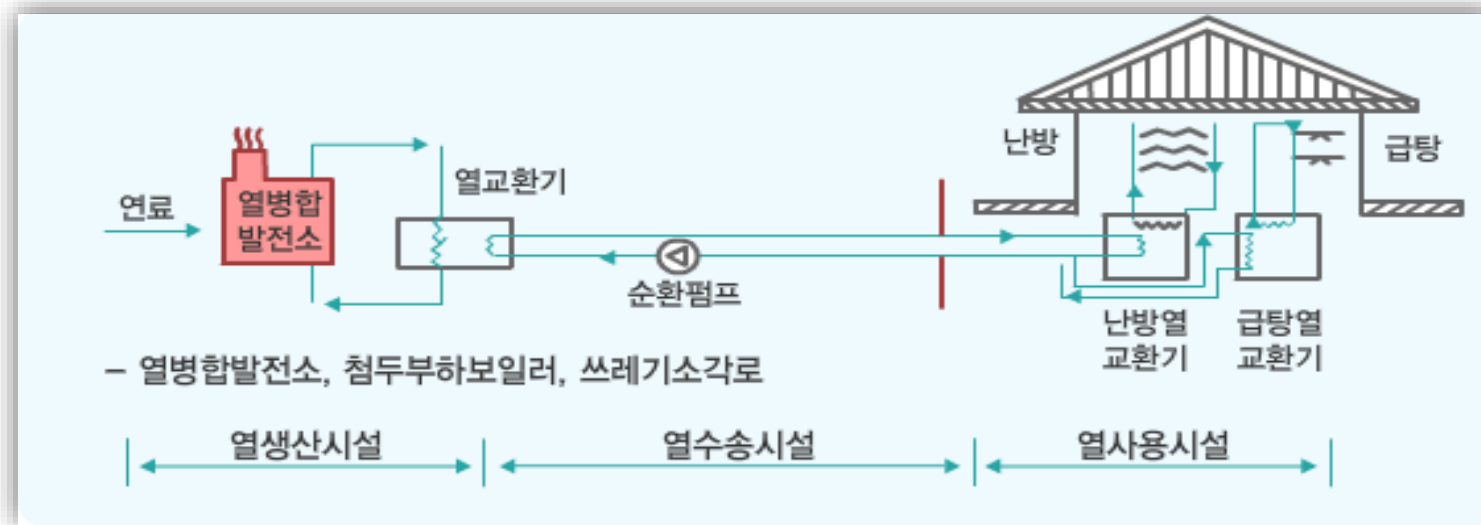 난방
급탕
연료
열병합
발전소
열교환기
순환펌프
난방열
교환기
급탕열
교환기
– 열병합발전소, 첨두부하보일러, 쓰레기소각로
열생산시설
열수송시설
열사용시설